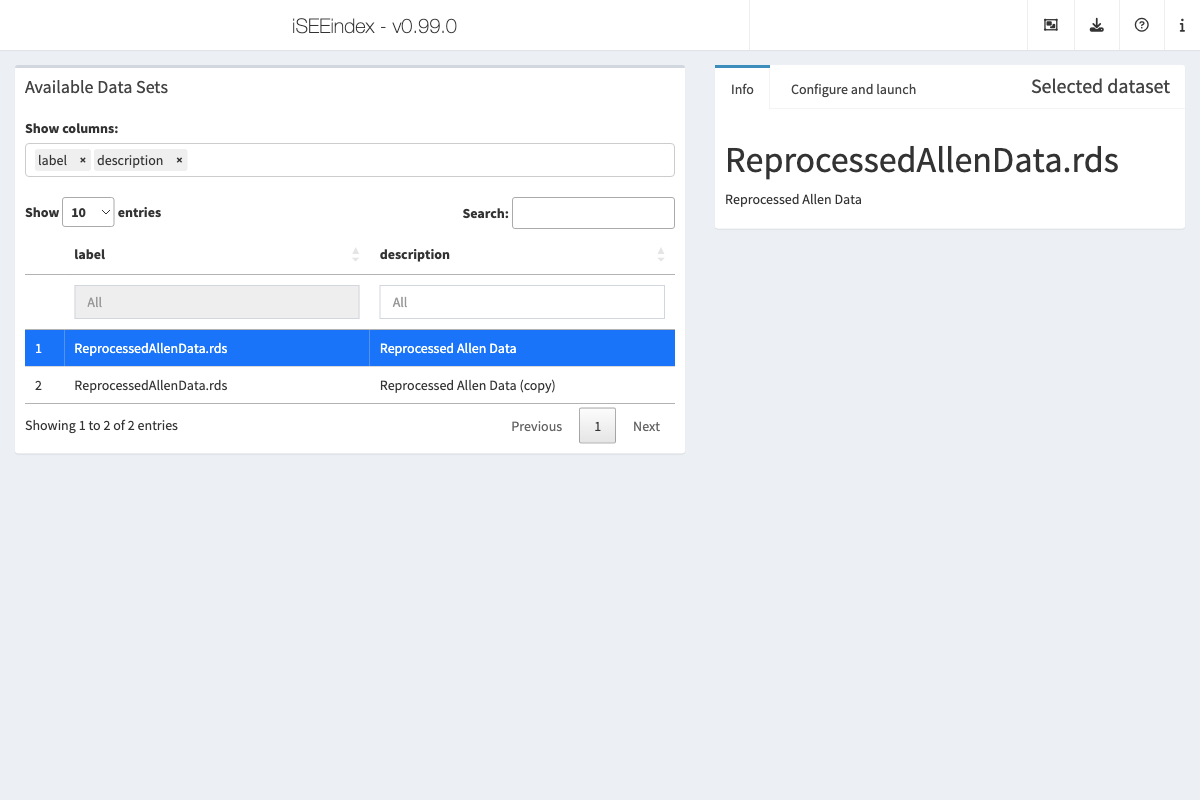 iSEEindex - v0.99.0
Available Data Sets
Show columns:
label × description ×
Show 10 entries
Search:
label description
All All
1 ReprocessedAllenData.rds Reprocessed Allen Data
2 ReprocessedAllenData.rds Reprocessed Allen Data (copy)
Showing 1 to 2 of 2 entries
Previous 1 Next
Info Configure and launch Selected dataset
ReprocessedAllenData.rds
Reprocessed Allen Data